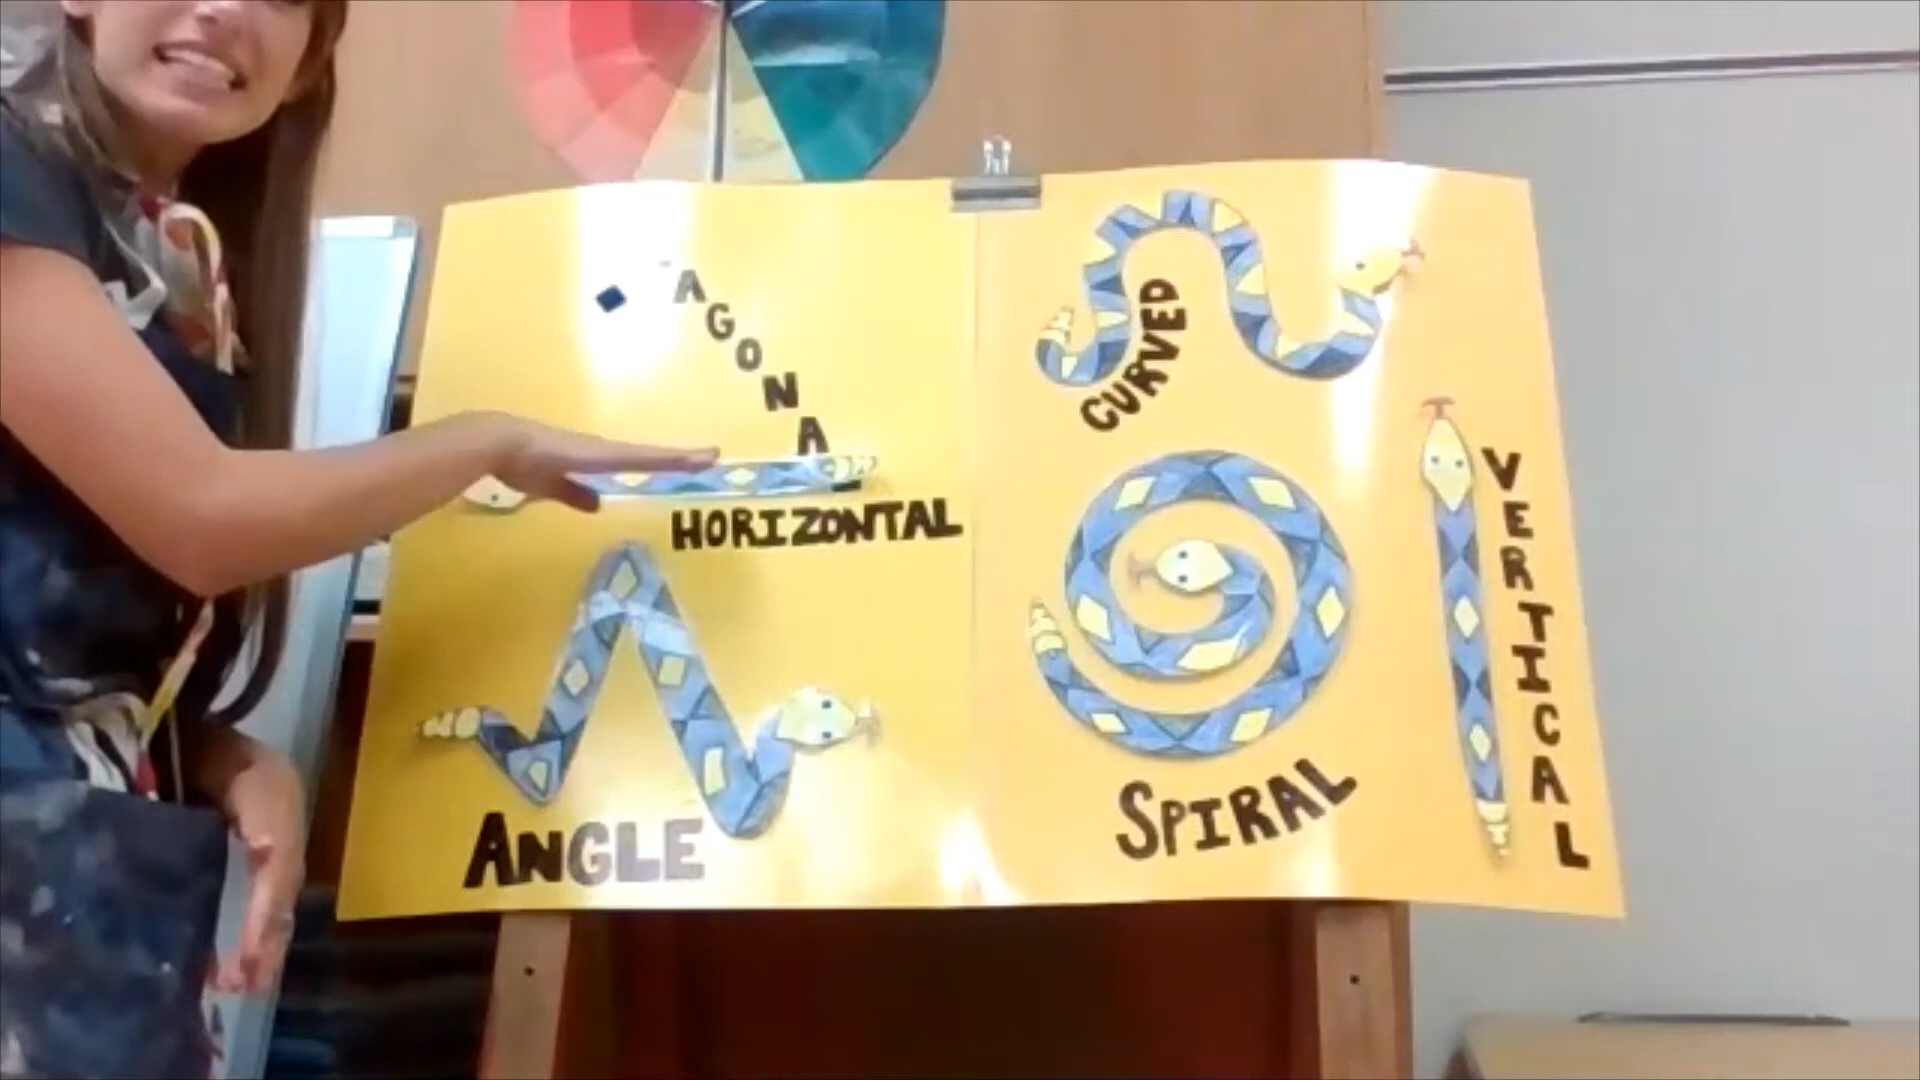 AGONA
HORIZONTAL
ANGLE
CURVED
SPIRAL
VERTICAL